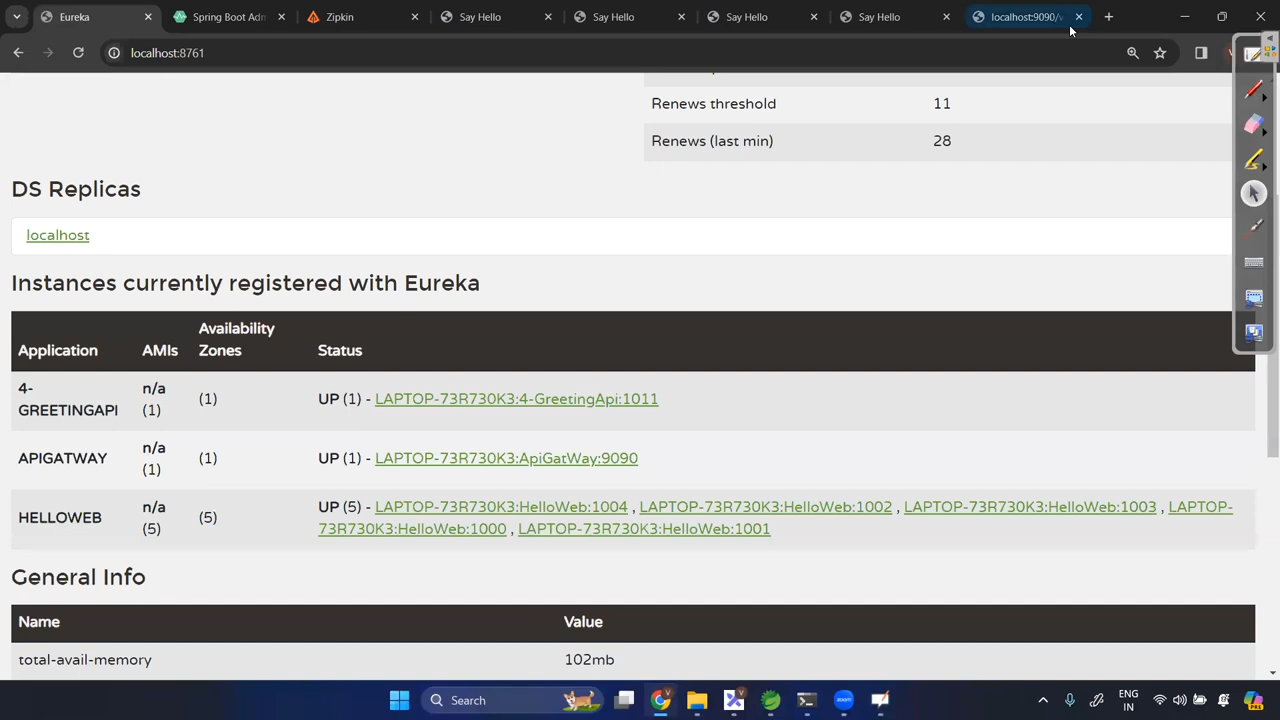 Eureka
Spring Boot Adm
Zipkin
Say Hello
Say Hello
Say Hello
Say Hello
localhost:9090/
localhost:8761
Renews threshold 11
Renews (last min) 28
DS Replicas
localhost
Instances currently registered with Eureka
Application AMIs Availability Zones Status
4-GREETINGAPI n/a (1) (1) UP (1) - LAPTOP-73R730K3:4-GreetingApi:1011
APIGATWAY n/a (1) (1) UP (1) - LAPTOP-73R730K3:ApiGatWay:9090
HELLOWEB n/a (5) (5) UP (5) - LAPTOP-73R730K3:HelloWeb:1004 , LAPTOP-73R730K3:HelloWeb:1002 , LAPTOP-73R730K3:HelloWeb:1003 , LAPTOP-
73R730K3:HelloWeb:1000 , LAPTOP-73R730K3:HelloWeb:1001
General Info
Name Value
total-avail-memory 102mb
Search
ENG
IN